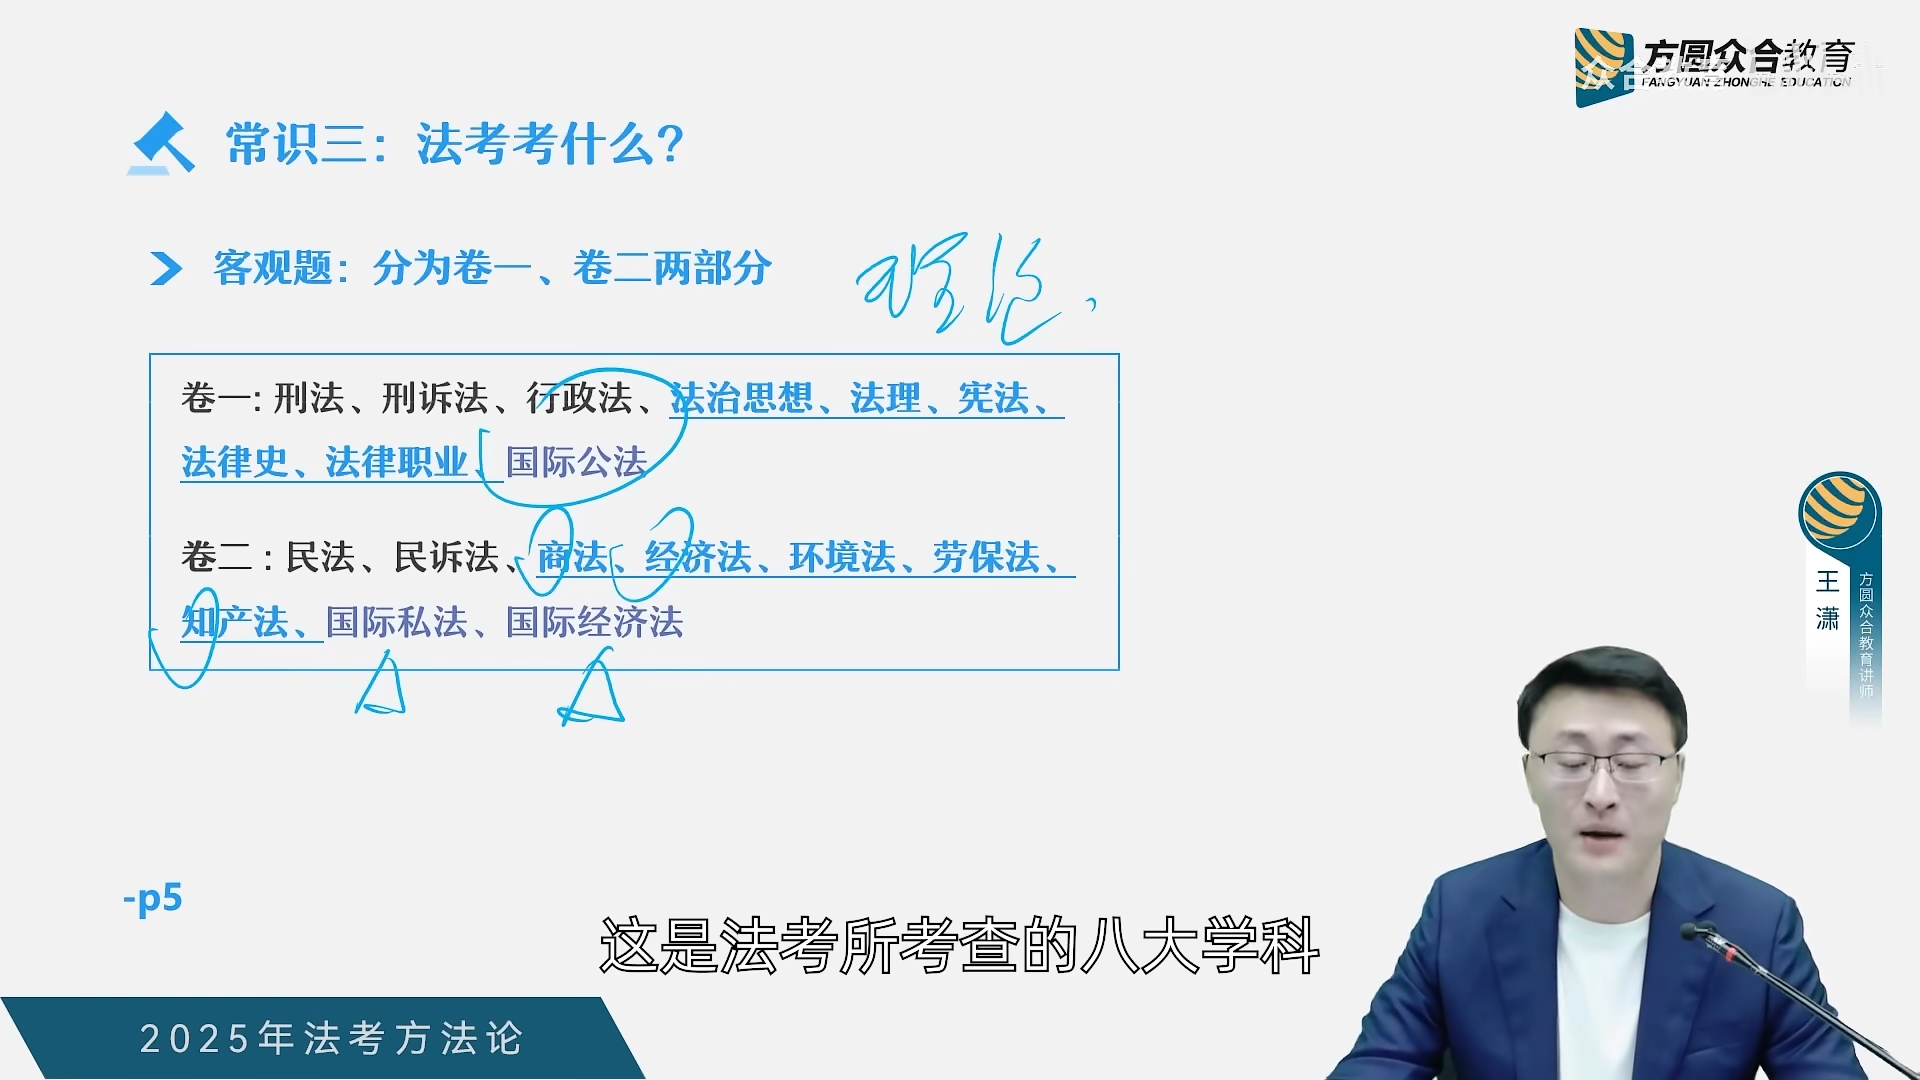 方圆众合教育
FANGYUAN ZHONGHE EDUCATION
常识三：法考考什么？
客观题：分为卷一、卷二两部分
理论
卷一: 刑法、刑诉法、行政法、法治思想、法理、宪法、
法律史、法律职业、国际公法
卷二 : 民法、民诉法、商法、经济法、环境法、劳保法、
知产法、国际私法、国际经济法
王潇
方圆众合教育讲师
-p5
这是法考所考查的八大学科
2025年法考方法论